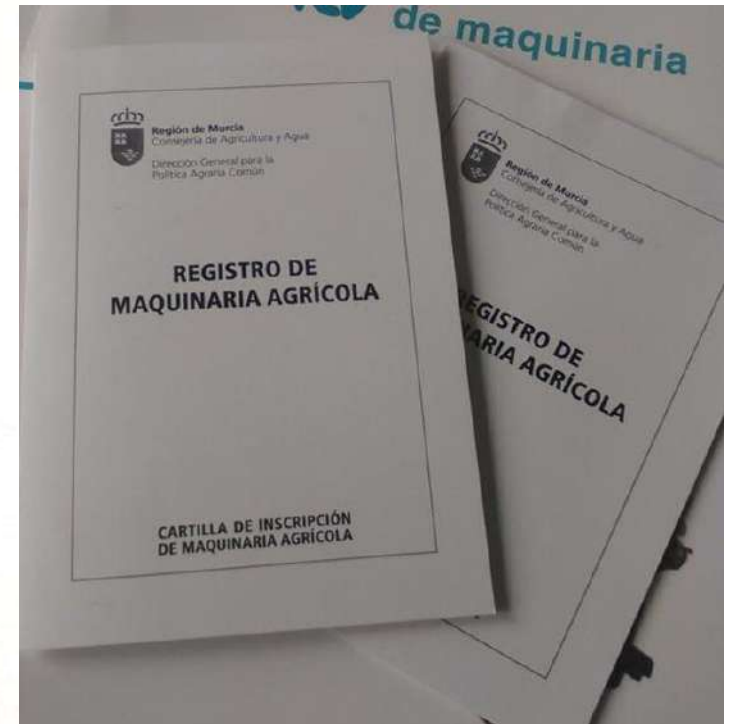 de maquinaria
Región de Murcia
Consejería de Agricultura y Agua
Dirección General para la
Política Agraria Común
REGISTRO DE
MAQUINARIA AGRÍCOLA
CARTILLA DE INSCRIPCIÓN
DE MAQUINARIA AGRÍCOLA
Región de Murcia
Consejería de Agricultura y Agua
Dirección General para la
Política Agraria Común
EGISTRO DE
ARIA AGRÍCOLA